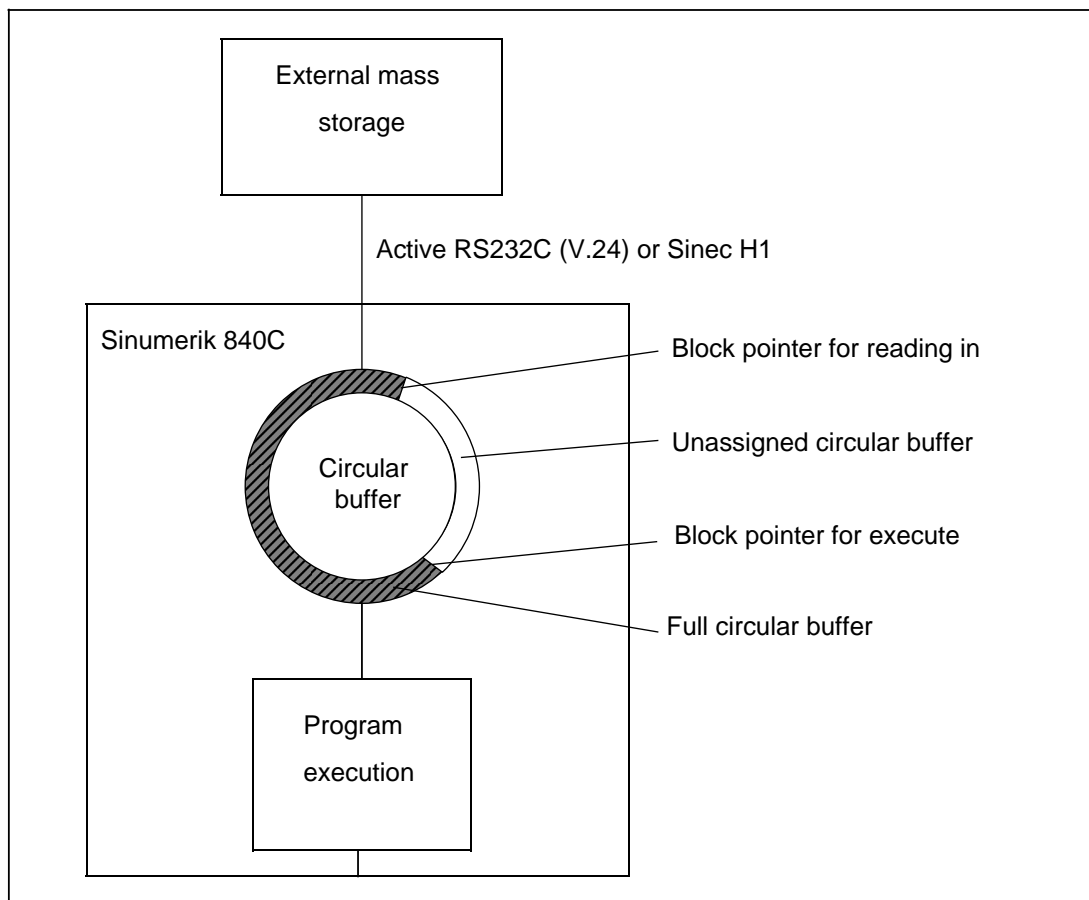 External mass
storage
Active RS232C (V.24) or Sinec H1
Sinumerik 840C
Block pointer for reading in
Unassigned circular buffer
Circular
buffer
Block pointer for execute
Full circular buffer
Program
execution